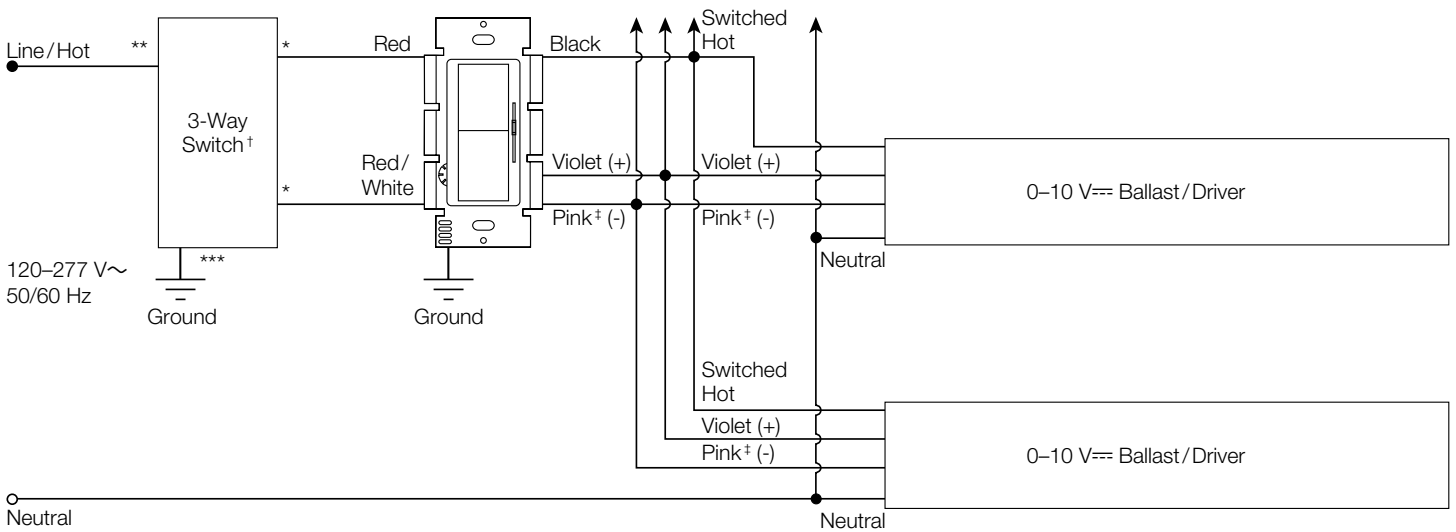 Line/Hot
**
*
Red
Black
Switched
Hot
3-Way
Switch†
Red/
White
*
Violet (+)
Violet (+)
Pink‡ (-)
Pink‡ (-)
0–10 V⎓ Ballast/Driver
Neutral
120–277 V~
50/60 Hz
***
Ground
Ground
Switched
Hot
Violet (+)
Pink‡ (-)
0–10 V⎓ Ballast/Driver
Neutral
Neutral